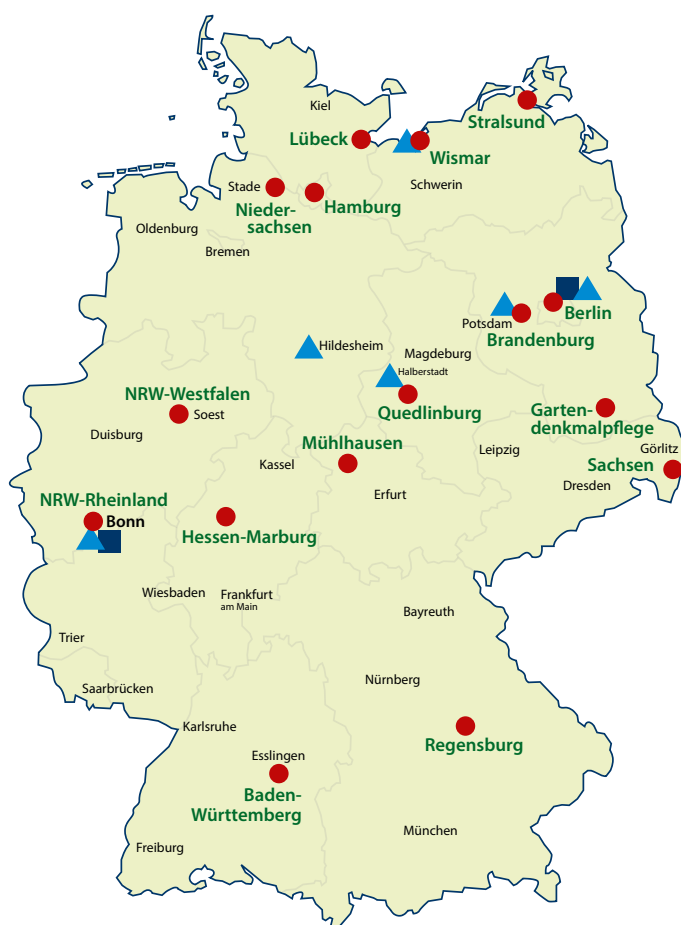 Kiel
Stralsund
Lübeck
Wismar
Schwerin
Stade
Nieder-
sachsen
Hamburg
Oldenburg
Bremen
Berlin
Potsdam
Brandenburg
Hildesheim
Magdeburg
Halberstadt
Quedlinburg
NRW-Westfalen
Soest
Duisburg
Garten-
denkmalpflege
Mühlhausen
Kassel
Leipzig
Görlitz
Sachsen
Dresden
Erfurt
NRW-Rheinland
Bonn
Hessen-Marburg
Wiesbaden
Frankfurt
am Main
Bayreuth
Trier
Saarbrücken
Nürnberg
Karlsruhe
Regensburg
Esslingen
Baden-
Württemberg
München
Freiburg